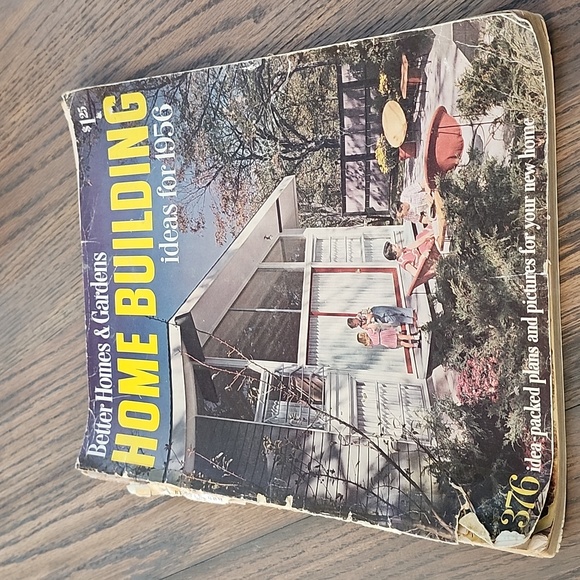 Better Homes & Gardens $1.25
HOME BUILDING
ideas for 1956
376 idea-packed plans and pictures for your new home